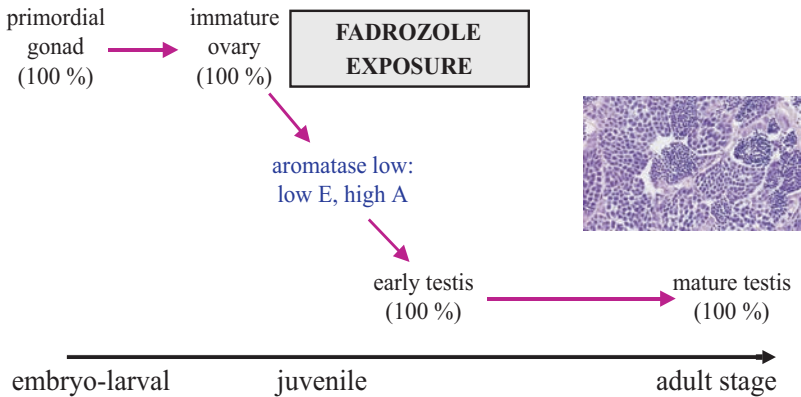 primordial
gonad
(100 %)
immature
ovary
(100 %)
FADROZOLE
EXPOSURE
aromatase low:
low E, high A
early testis
(100 %)
mature testis
(100 %)
embryo-larval
juvenile
adult stage